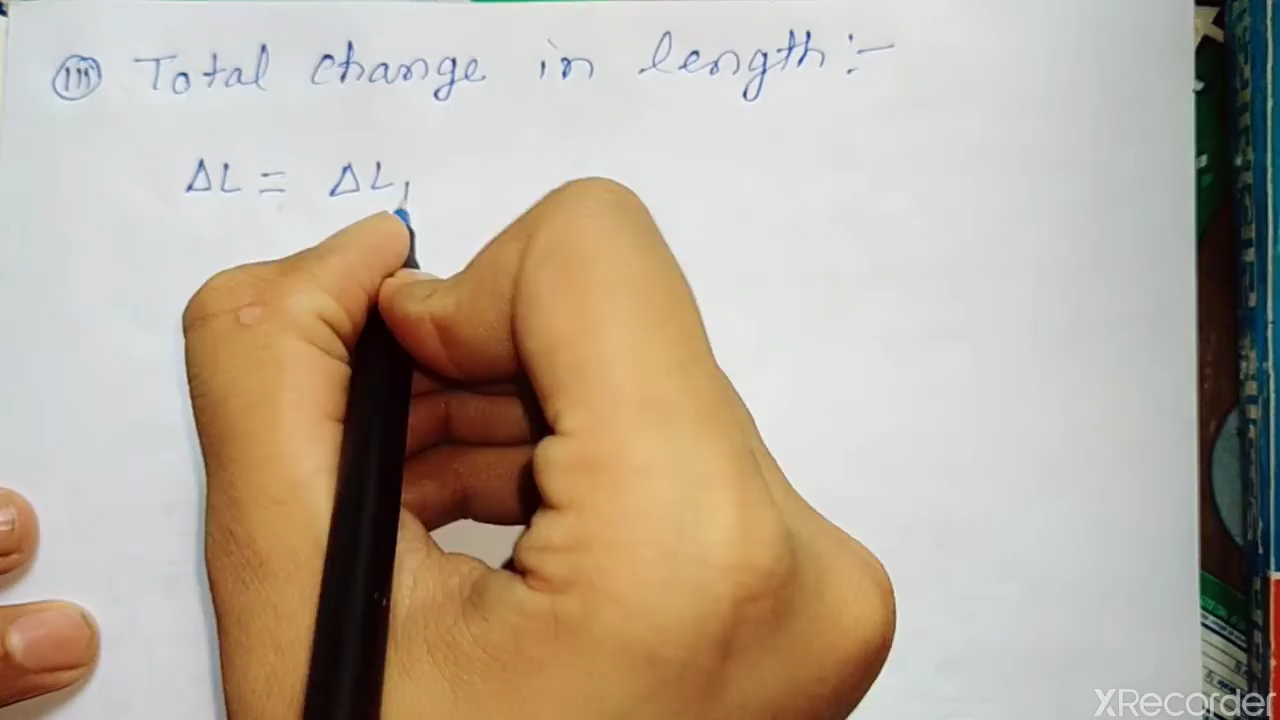 (iii) Total change in length:-
ΔL = ΔL₁
XRecorder